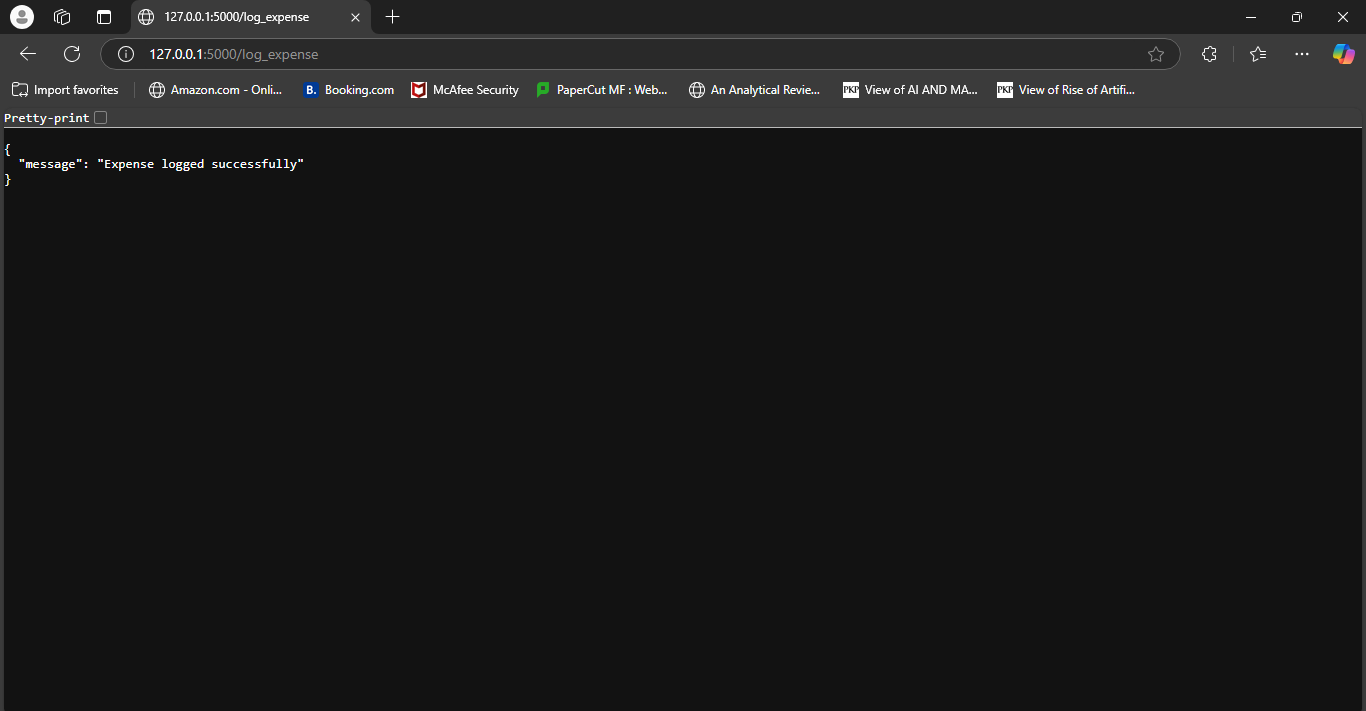 127.0.0.1:5000/log_expense
127.0.0.1:5000/log_expense
Import favorites
Amazon.com - Onli...
B. Booking.com
McAfee Security
PaperCut MF : Web...
An Analytical Revie...
PKP View of AI AND MA...
PKP View of Rise of Artifi...
Pretty-print
{
"message": "Expense logged successfully"
}